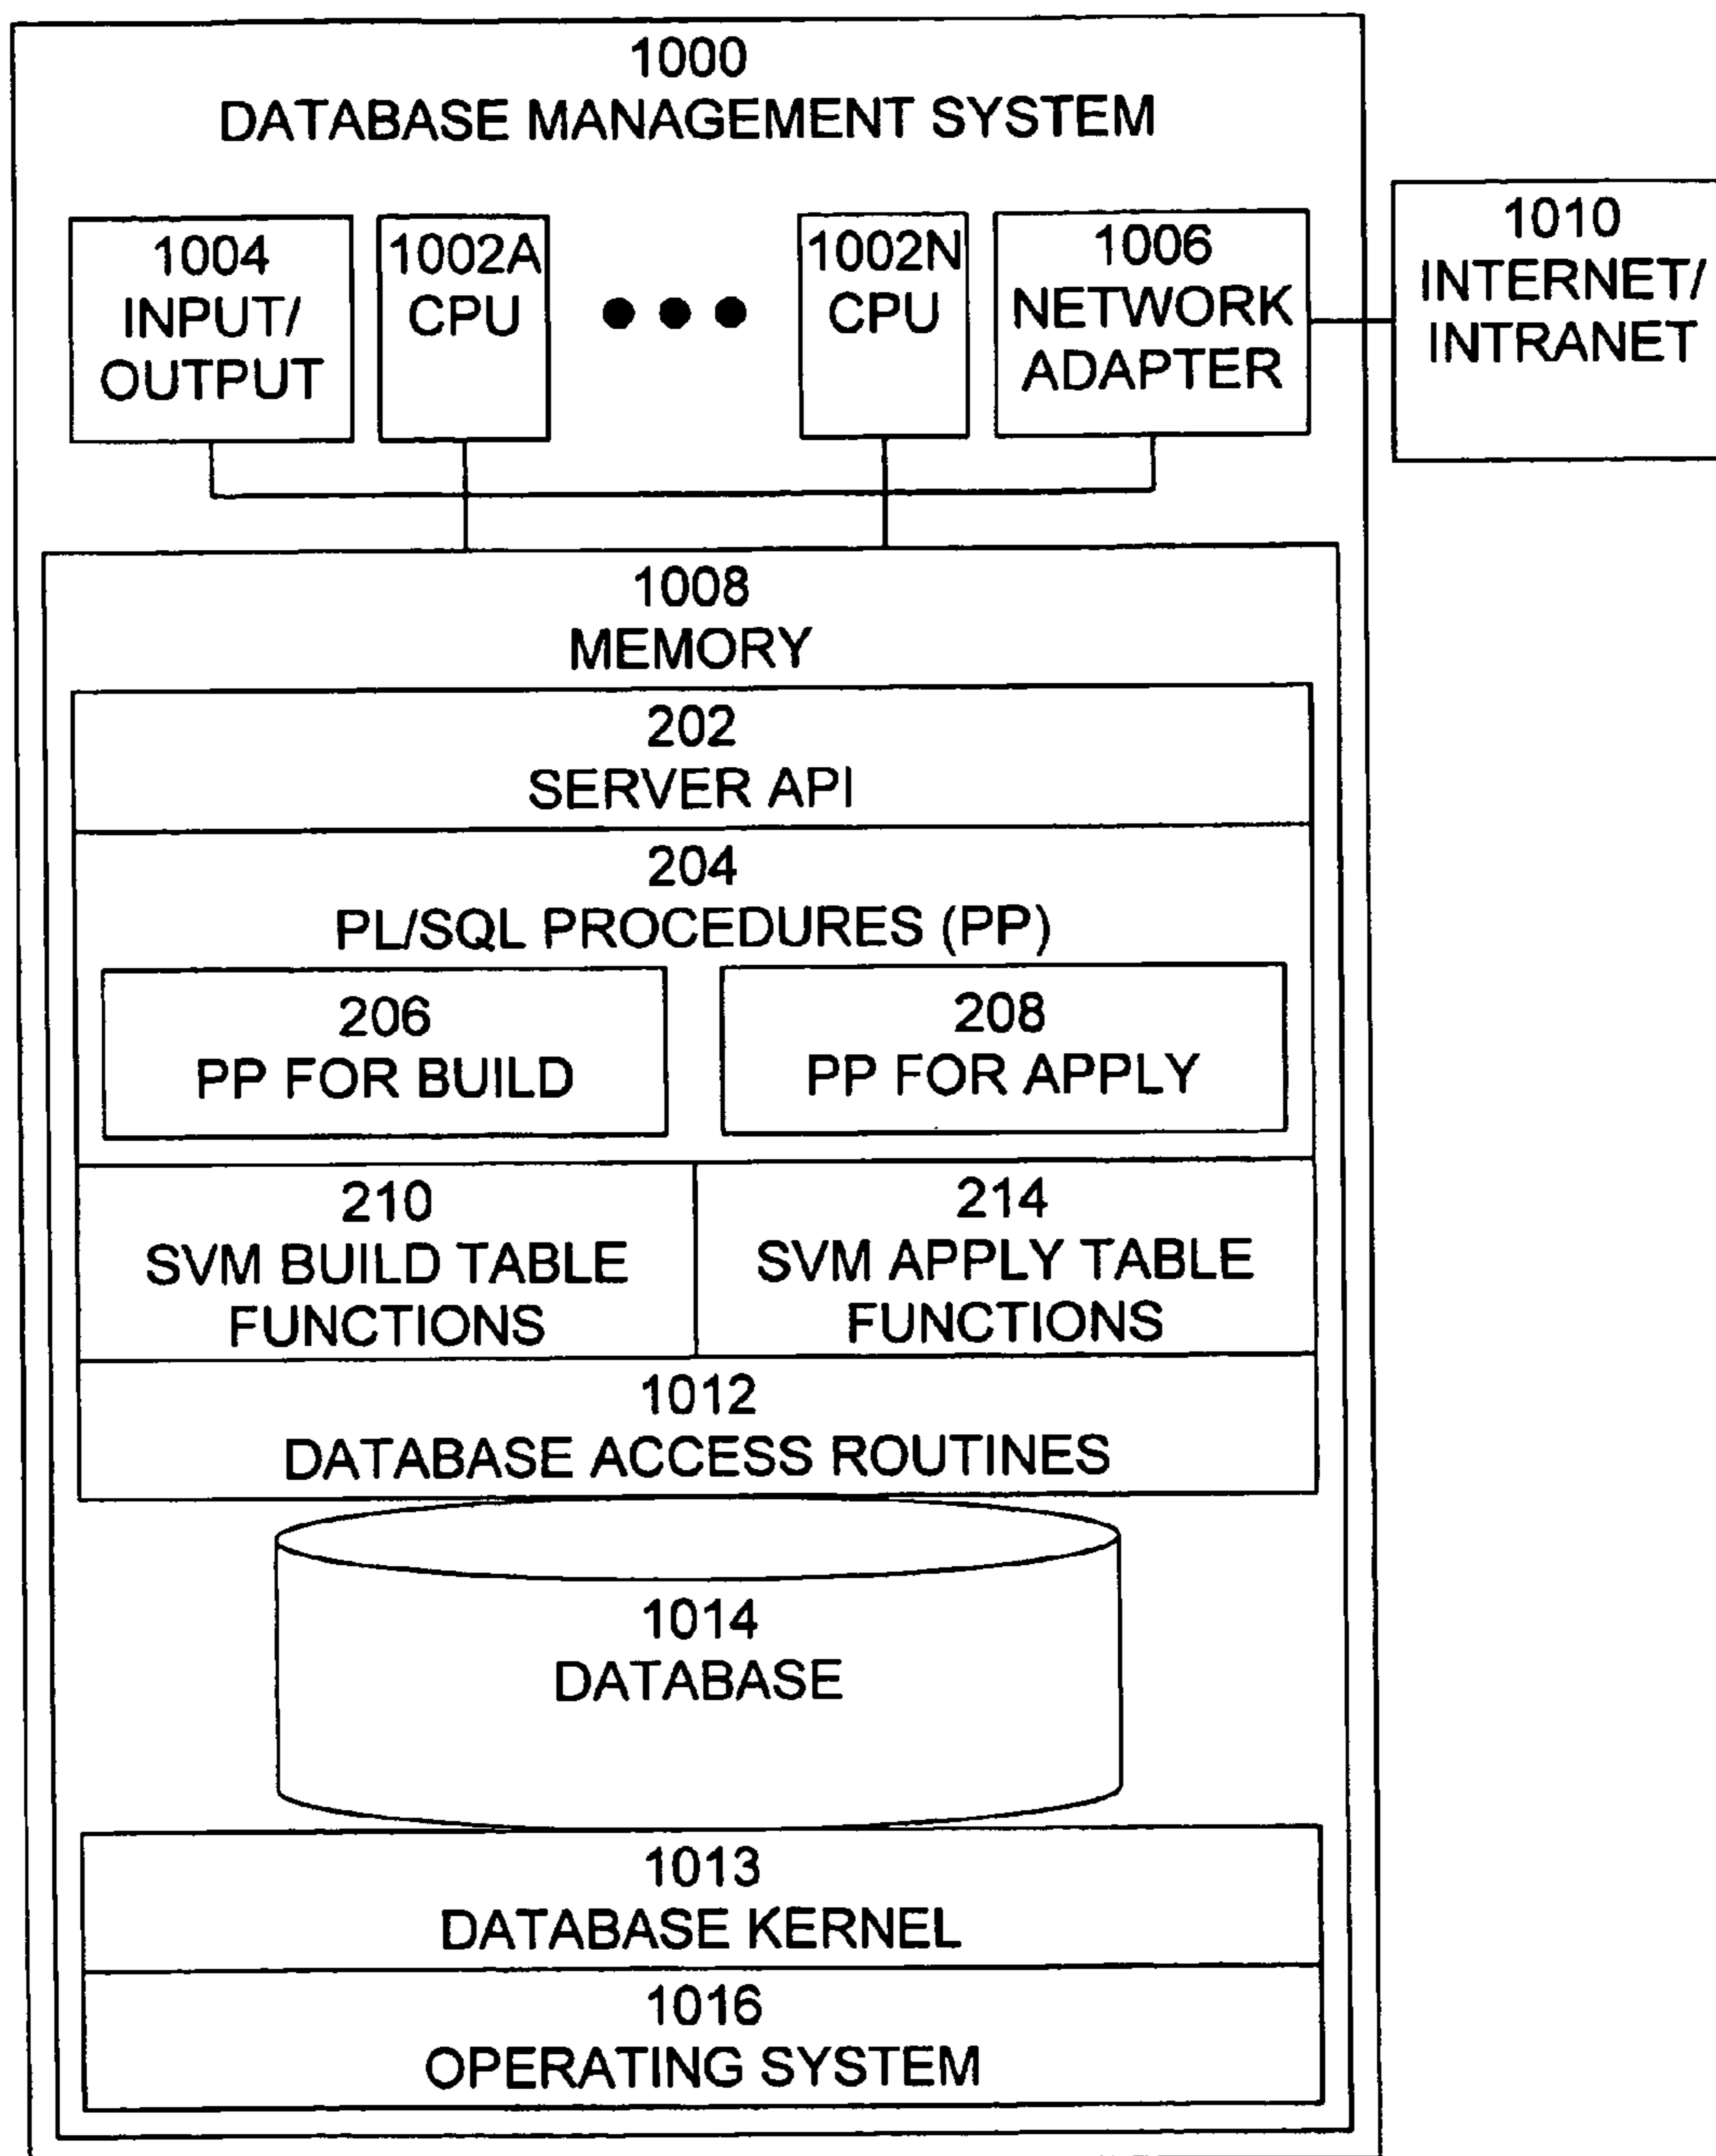 1000
DATABASE MANAGEMENT SYSTEM
1004
INPUT/
OUTPUT
1002A
CPU
1002N
CPU
1006
NETWORK
ADAPTER
1010
INTERNET/
INTRANET
1008
MEMORY
202
SERVER API
204
PL/SQL PROCEDURES (PP)
206
PP FOR BUILD
208
PP FOR APPLY
210
SVM BUILD TABLE
FUNCTIONS
214
SVM APPLY TABLE
FUNCTIONS
1012
DATABASE ACCESS ROUTINES
1014
DATABASE
1013
DATABASE KERNEL
1016
OPERATING SYSTEM